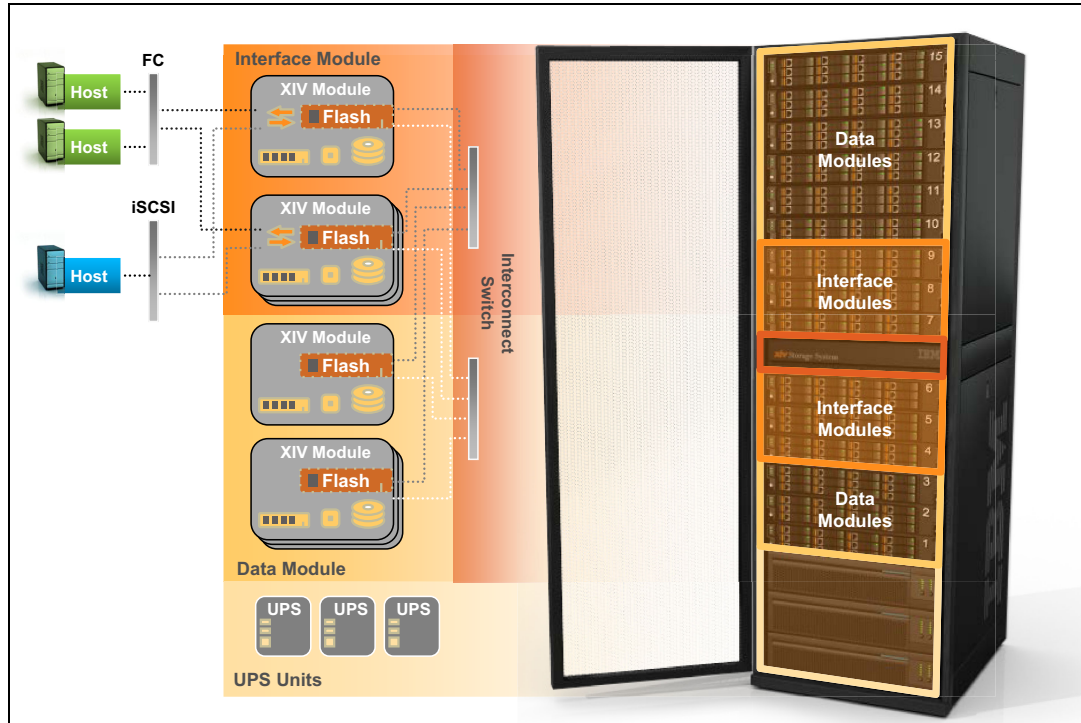 FC
Host
Host
iSCSI
Host
Interface Module
XIV Module
Flash
XIV Module
Flash
XIV Module
Flash
XIV Module
Flash
Data Module
Interconnect
Switch
UPS
UPS
UPS
UPS Units
15
14
13
Data
Modules
12
11
10
9
Interface
Modules
8
7
XIV Storage System
IBM
6
Interface
Modules
5
4
3
Data
Modules
2
1
IBM